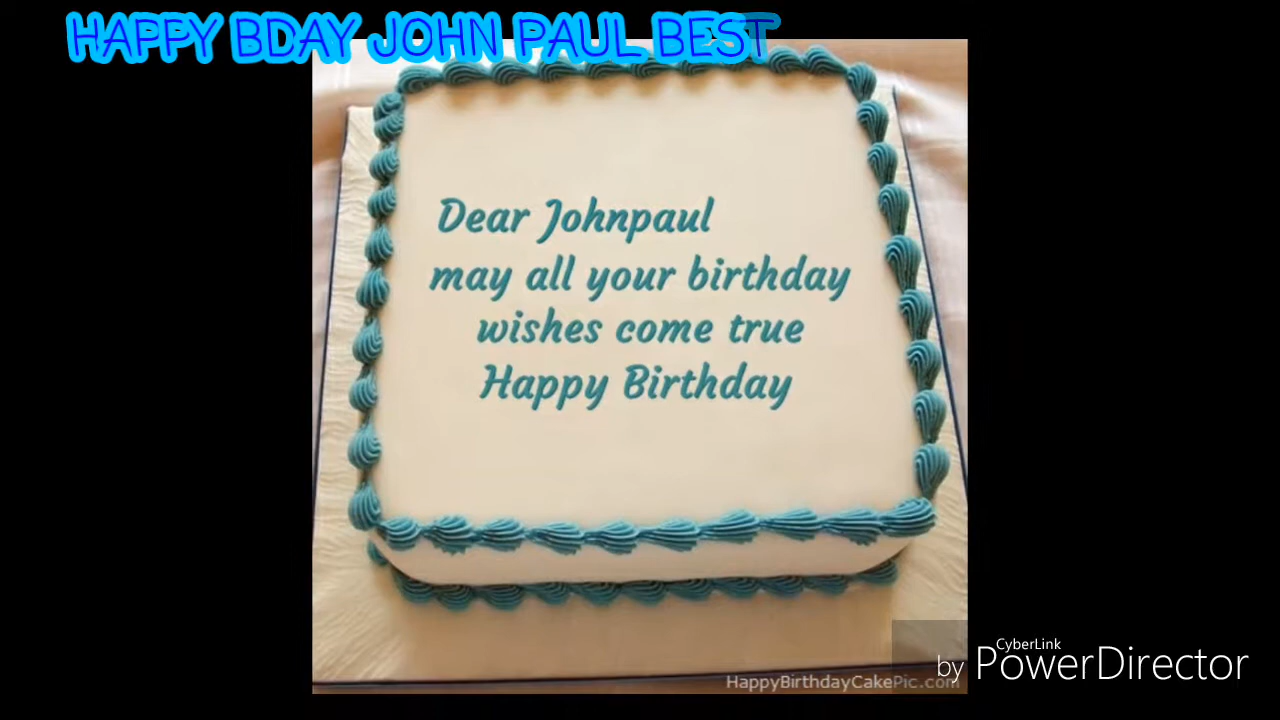 HAPPY BDAY JOHN PAUL BEST
Dear Johnpaul
may all your birthday
wishes come true
Happy Birthday
CyberLink
by PowerDirector
HappyBirthdayCakePic.com